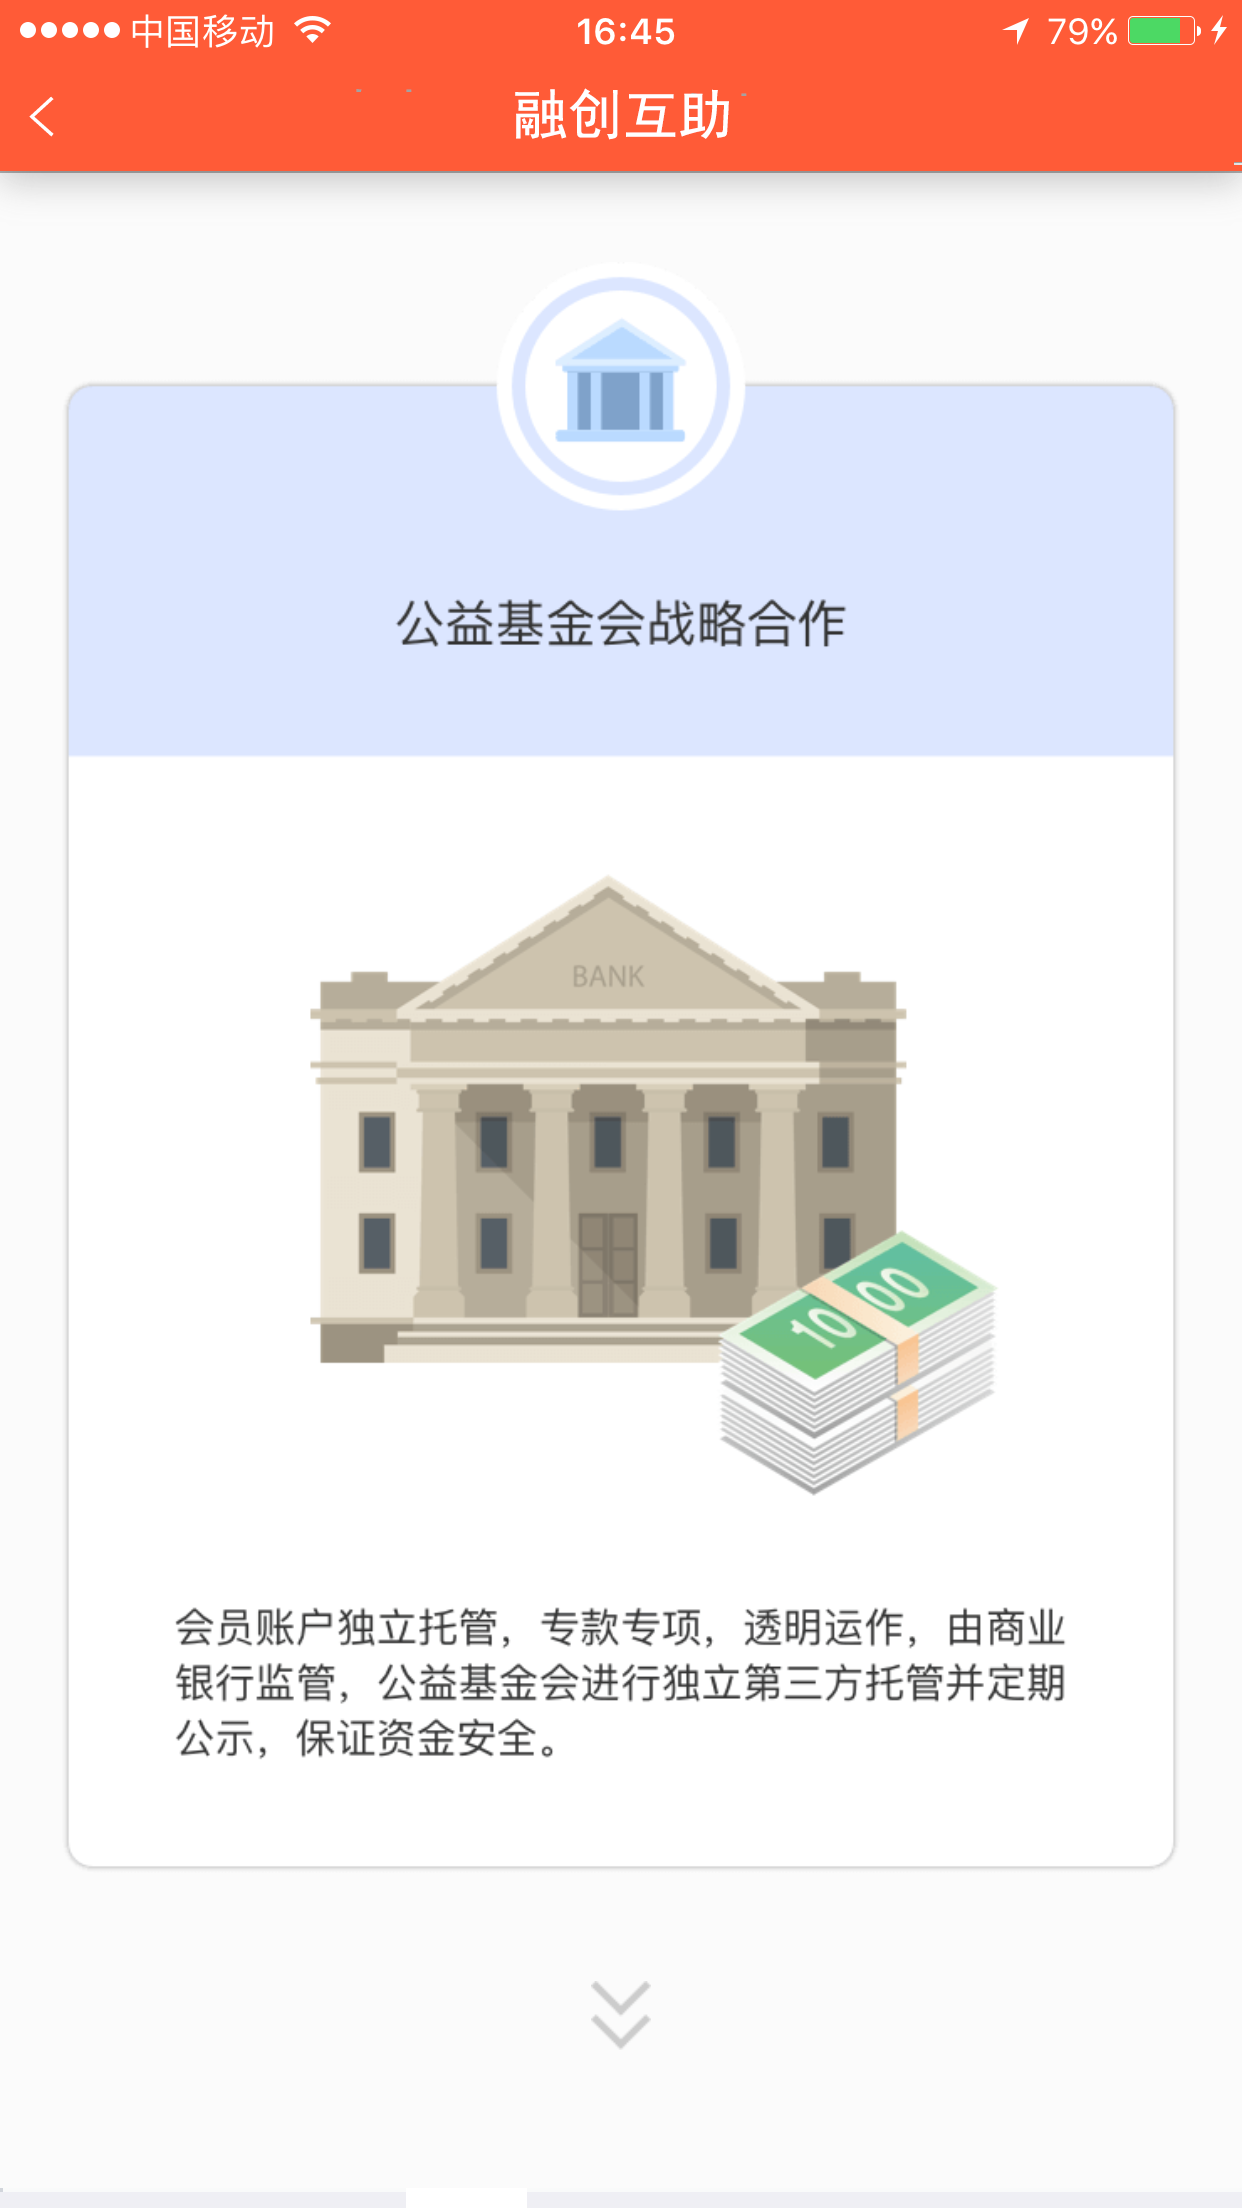 中国移动 16:45 79%
融创互助
公益基金会战略合作
BANK
1000
会员账户独立托管，专款专项，透明运作，由商业
银行监管，公益基金会进行独立第三方托管并定期
公示，保证资金安全。